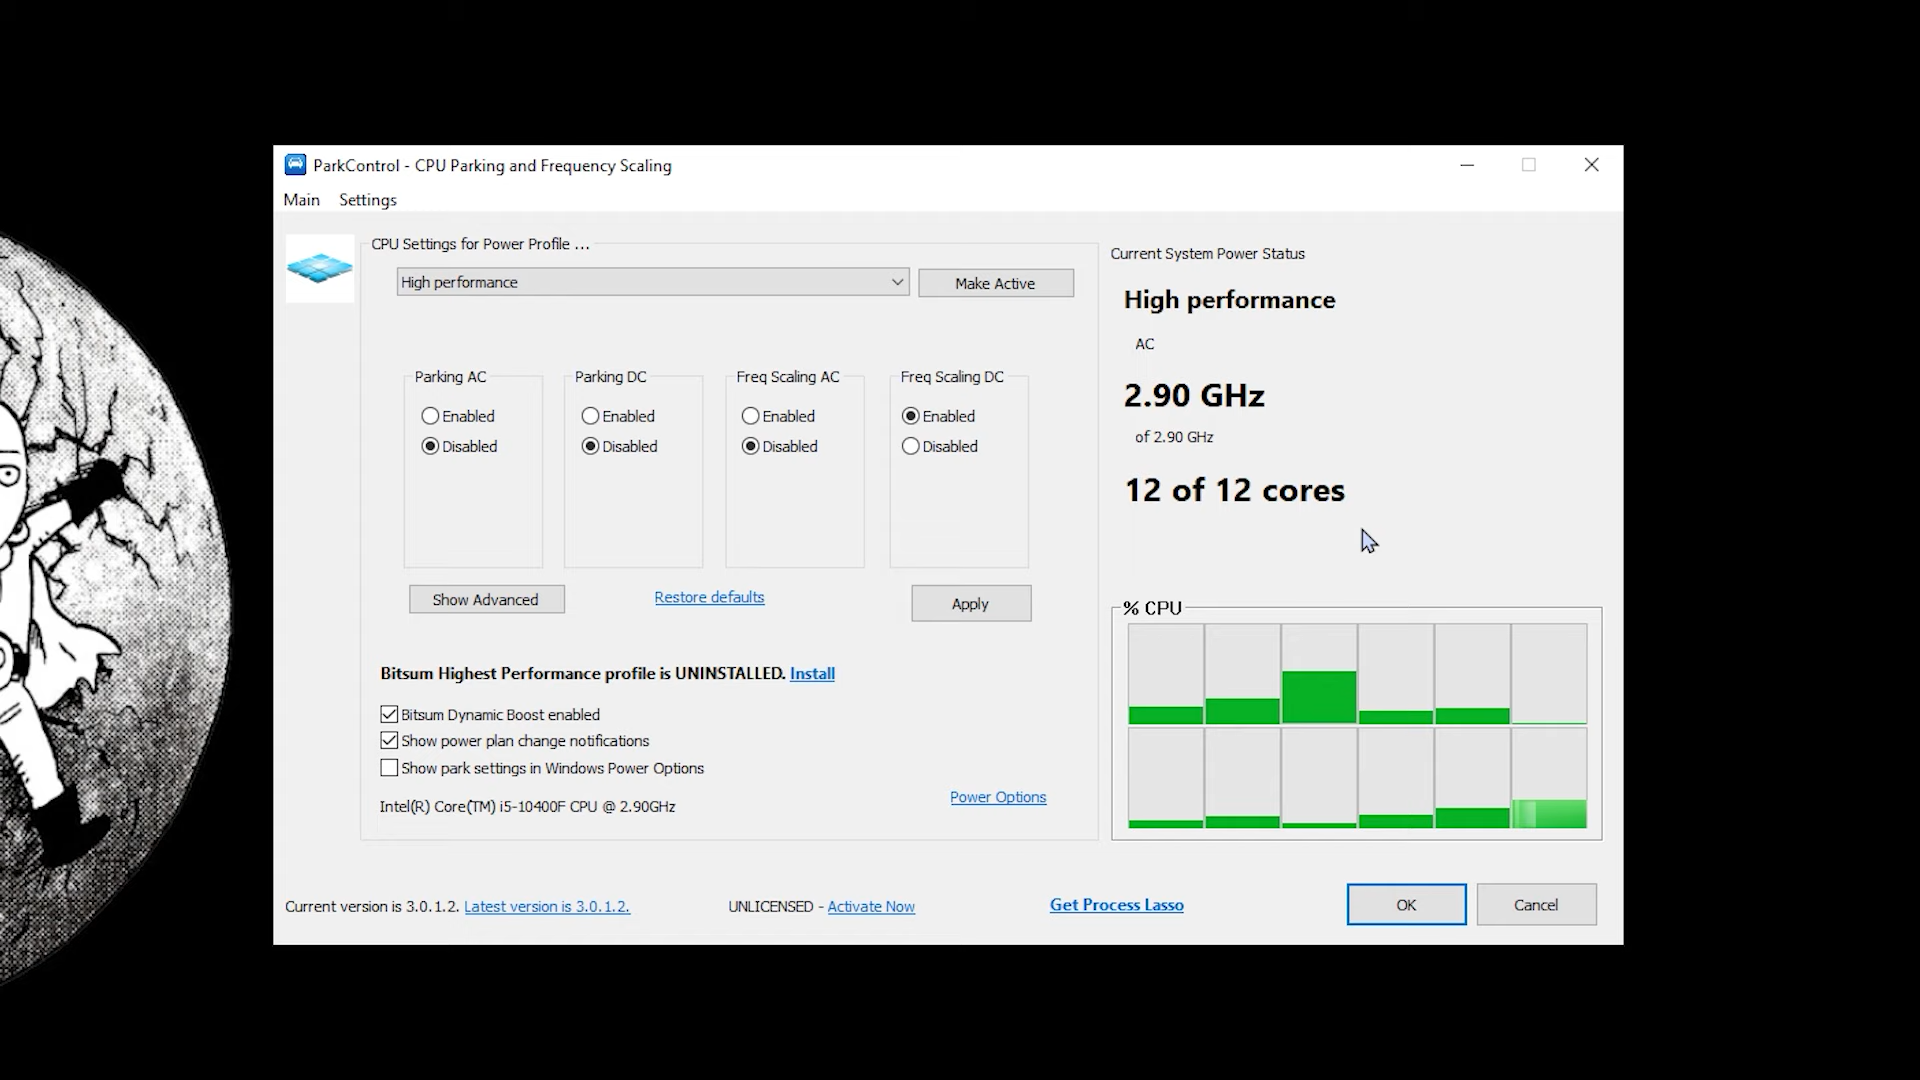 ParkControl - CPU Parking and Frequency Scaling
Main Settings
CPU Settings for Power Profile ...
High performance
Make Active
Parking AC
Enabled
Disabled
Parking DC
Enabled
Disabled
Freq Scaling AC
Enabled
Disabled
Freq Scaling DC
Enabled
Disabled
Show Advanced
Restore defaults
Apply
Bitsum Highest Performance profile is UNINSTALLED. Install
Bitsum Dynamic Boost enabled
Show power plan change notifications
Show park settings in Windows Power Options
Intel(R) Core(TM) i5-10400F CPU @ 2.90GHz
Power Options
Current System Power Status
High performance
AC
2.90 GHz
of 2.90 GHz
12 of 12 cores
% CPU
Current version is 3.0.1.2. Latest version is 3.0.1.2.
UNLICENSED - Activate Now
Get Process Lasso
OK
Cancel